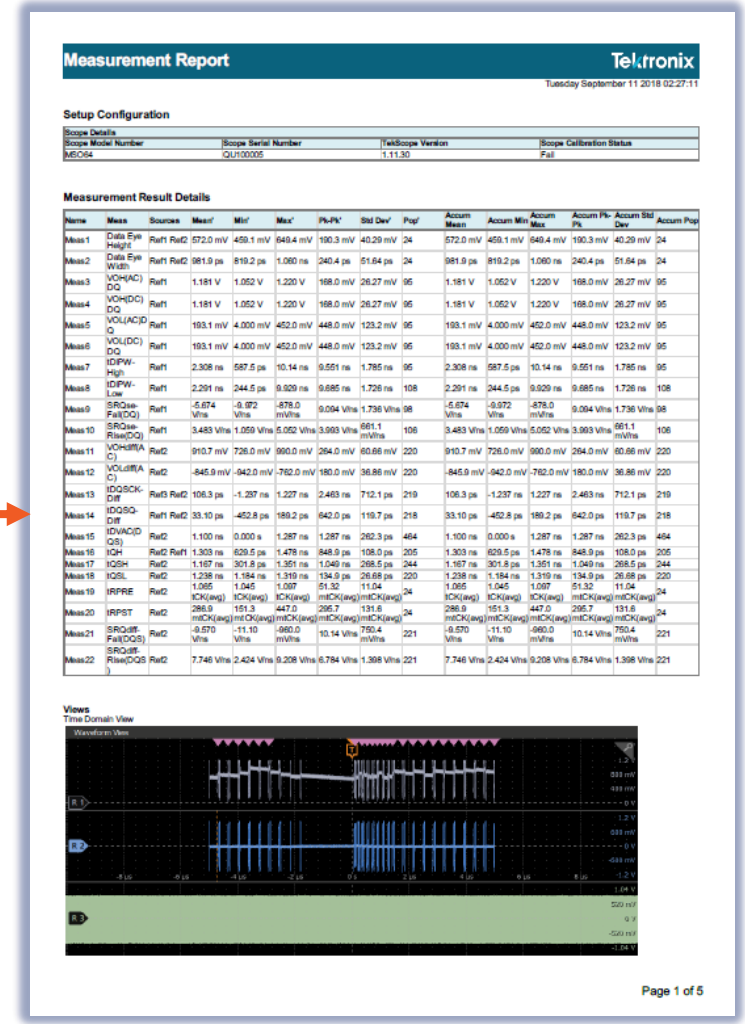 Measurement Report
Tektronix
Tuesday September 11 2018 02:27:11
Setup Configuration
Scope Details
Scope Model Number Scope Serial Number TekScope Version Scope Calibration Status
MSO64 QU100005 1.11.30 Fail
Measurement Result Details
Name Meas Sources Mean' Min' Max' Pk-Pk' Std Dev' Pop' Accum Mean Accum Min Accum Max Accum Pk-Pk Accum Std Dev Accum Pop
Meas1 Data Eye Height Ref1 Ref2 572.0 mV 459.1 mV 649.4 mV 190.3 mV 40.29 mV 24 572.0 mV 459.1 mV 649.4 mV 190.3 mV 40.29 mV 24
Meas2 Data Eye Width Ref1 Ref2 981.9 ps 819.2 ps 1.060 ns 240.4 ps 51.64 ps 24 981.9 ps 819.2 ps 1.060 ns 240.4 ps 51.64 ps 24
Meas3 VOH(AC) DQ Ref1 1.181 V 1.052 V 1.220 V 168.0 mV 26.27 mV 95 1.181 V 1.052 V 1.220 V 168.0 mV 26.27 mV 95
Meas4 VOH(DC) DQ Ref1 1.181 V 1.052 V 1.220 V 168.0 mV 26.27 mV 95 1.181 V 1.052 V 1.220 V 168.0 mV 26.27 mV 95
Meas5 VOL(AC)DQ Ref1 193.1 mV 4.000 mV 452.0 mV 448.0 mV 123.2 mV 95 193.1 mV 4.000 mV 452.0 mV 448.0 mV 123.2 mV 95
Meas6 VOL(DC) DQ Ref1 193.1 mV 4.000 mV 452.0 mV 448.0 mV 123.2 mV 95 193.1 mV 4.000 mV 452.0 mV 448.0 mV 123.2 mV 95
Meas7 tDIPW-High Ref1 2.308 ns 587.5 ps 10.14 ns 9.551 ns 1.785 ns 95 2.308 ns 587.5 ps 10.14 ns 9.551 ns 1.785 ns 95
Meas8 tDIPW-Low Ref1 2.291 ns 244.5 ps 9.929 ns 9.685 ns 1.726 ns 108 2.291 ns 244.5 ps 9.929 ns 9.685 ns 1.726 ns 108
Meas9 SRQse-Fall(DQ) Ref1 -5.674 V/ns -9.972 V/ns -878.0 mV/ns 9.094 V/ns 1.736 V/ns 98 -5.674 V/ns -9.972 V/ns -878.0 mV/ns 9.094 V/ns 1.736 V/ns 98
Meas10 SRQse-Rise(DQ) Ref1 3.483 V/ns 1.059 V/ns 5.052 V/ns 3.993 V/ns 661.1 mV/ns 106 3.483 V/ns 1.059 V/ns 5.052 V/ns 3.993 V/ns 661.1 mV/ns 106
Meas11 VOHdiff(AC) Ref2 910.7 mV 726.0 mV 990.0 mV 264.0 mV 60.66 mV 220 910.7 mV 726.0 mV 990.0 mV 264.0 mV 60.66 mV 220
Meas12 VOLdiff(AC) Ref2 -845.9 mV -942.0 mV -762.0 mV 180.0 mV 36.86 mV 220 -845.9 mV -942.0 mV -762.0 mV 180.0 mV 36.86 mV 220
Meas13 tDQSCK-Diff Ref3 Ref2 106.3 ps -1.237 ns 1.227 ns 2.463 ns 712.1 ps 219 106.3 ps -1.237 ns 1.227 ns 2.463 ns 712.1 ps 219
Meas14 tDQSQ-Diff Ref1 Ref2 33.10 ps -452.8 ps 189.2 ps 642.0 ps 119.7 ps 218 33.10 ps -452.8 ps 189.2 ps 642.0 ps 119.7 ps 218
Meas15 tDVAC(DQS) Ref2 1.100 ns 0.000 s 1.287 ns 1.287 ns 262.3 ps 464 1.100 ns 0.000 s 1.287 ns 1.287 ns 262.3 ps 464
Meas16 tQH Ref2 Ref1 1.303 ns 629.5 ps 1.478 ns 848.9 ps 108.0 ps 205 1.303 ns 629.5 ps 1.478 ns 848.9 ps 108.0 ps 205
Meas17 tQSH Ref2 1.167 ns 301.8 ps 1.351 ns 1.049 ns 268.5 ps 244 1.167 ns 301.8 ps 1.351 ns 1.049 ns 268.5 ps 244
Meas18 tQSL Ref2 1.238 ns 1.184 ns 1.319 ns 134.9 ps 26.68 ps 220 1.238 ns 1.184 ns 1.319 ns 134.9 ps 26.68 ps 220
Meas19 tRPRE Ref2 1.065 tCK(avg) 1.045 tCK(avg) 1.097 tCK(avg) 51.32 mtCK(avg) 11.04 mtCK(avg) 24 1.065 tCK(avg) 1.045 tCK(avg) 1.097 tCK(avg) 51.32 mtCK(avg) 11.04 mtCK(avg) 24
Meas20 tRPST Ref2 286.9 mtCK(avg) 151.3 mtCK(avg) 447.0 mtCK(avg) 295.7 mtCK(avg) 131.6 mtCK(avg) 24 286.9 mtCK(avg) 151.3 mtCK(avg) 447.0 mtCK(avg) 295.7 mtCK(avg) 131.6 mtCK(avg) 24
Meas21 SRQdiff-Fall(DQS) Ref2 -9.570 V/ns -11.10 V/ns -960.0 mV/ns 10.14 V/ns 750.4 mV/ns 221 -9.570 V/ns -11.10 V/ns -960.0 mV/ns 10.14 V/ns 750.4 mV/ns 221
Meas22 SRQdiff-Rise(DQS) Ref2 7.746 V/ns 2.424 V/ns 9.208 V/ns 6.784 V/ns 1.398 V/ns 221 7.746 V/ns 2.424 V/ns 9.208 V/ns 6.784 V/ns 1.398 V/ns 221
Views
Time Domain View
Waveform View
T
1.2 V
800 mV
400 mV
R 1
0 V
1.2 V
600 mV
R 2
0 V
-600 mV
-1.2 V
-8 µs -6 µs -4 µs -2 µs 0 s 2 µs 4 µs 6 µs 8 µs
1.04 V
520 mV
R 3
0 V
-520 mV
-1.04 V
Page 1 of 5